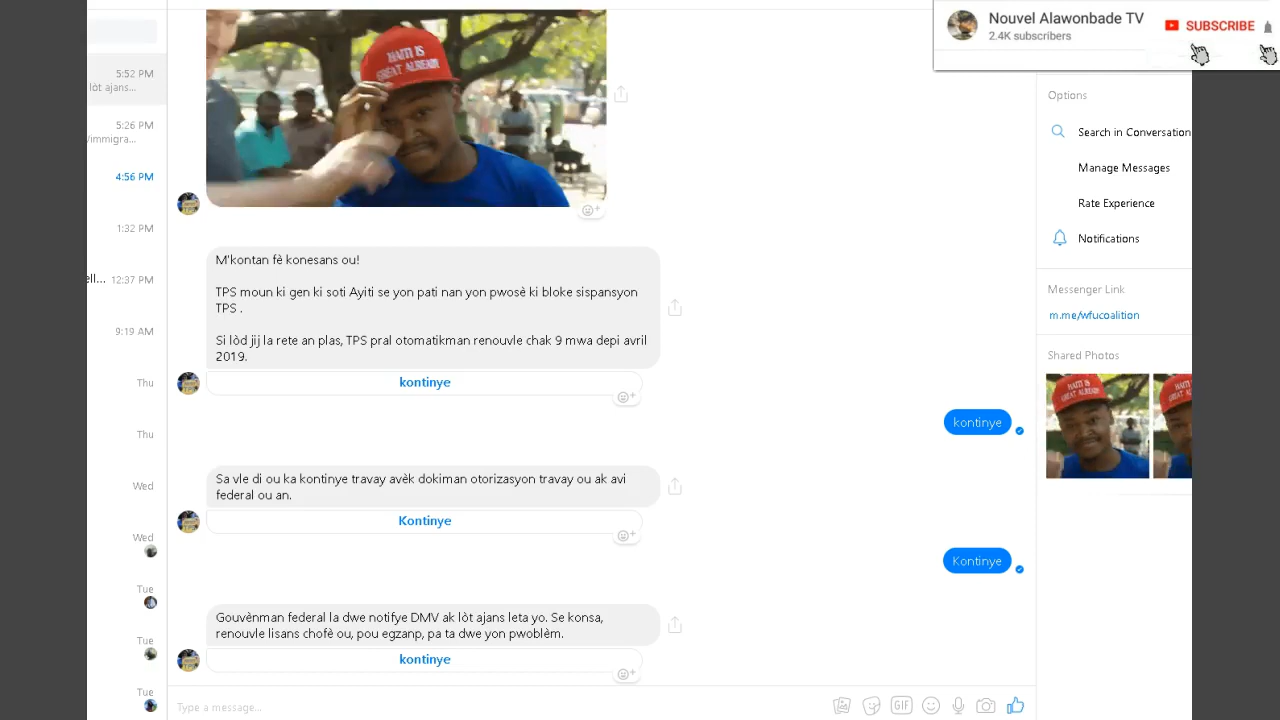 Nouvel Alawonbade TV
2.4K subscribers
SUBSCRIBE
5:52 PM
lòt ajans...
5:26 PM
/immigra...
4:56 PM
1:32 PM
ell... 12:37 PM
9:19 AM
Thu
Thu
Wed
Wed
Tue
Tue
Tue
HAITI IS
GREAT ALREADY
M'kontan fè konesans ou!
TPS moun ki gen ki soti Ayiti se yon pati nan yon pwosè ki bloke sispansyon
TPS .
Si lòd jij la rete an plas, TPS pral otomatikman renouvle chak 9 mwa depi avril
2019.
kontinye
kontinye
Sa vle di ou ka kontinye travay avèk dokiman otorizasyon travay ou ak avi
federal ou an.
Kontinye
Kontinye
Gouvènman federal la dwe notifye DMV ak lòt ajans leta yo. Se konsa,
renouvle lisans chofè ou, pou egzanp, pa ta dwe yon pwoblèm.
kontinye
Type a message...
GIF
Options
Search in Conversation
Manage Messages
Rate Experience
Notifications
Messenger Link
m.me/wfucoalition
Shared Photos
HAITI IS
GREAT ALREADY